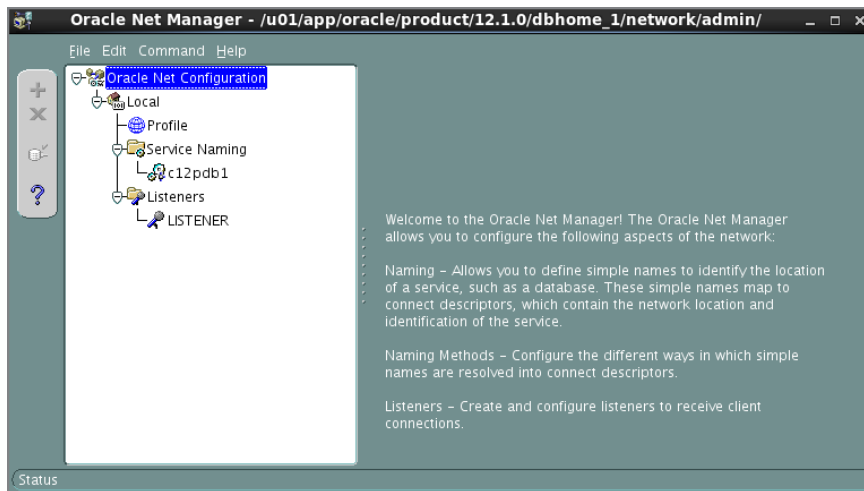 Oracle Net Manager - /u01/app/oracle/product/12.1.0/dbhome_1/network/admin/
File Edit Command Help
Oracle Net Configuration
Local
Profile
Service Naming
c12pdb1
Listeners
LISTENER
Welcome to the Oracle Net Manager! The Oracle Net Manager
allows you to configure the following aspects of the network:
Naming - Allows you to define simple names to identify the location
of a service, such as a database. These simple names map to
connect descriptors, which contain the network location and
identification of the service.
Naming Methods - Configure the different ways in which simple
names are resolved into connect descriptors.
Listeners - Create and configure listeners to receive client
connections.
Status